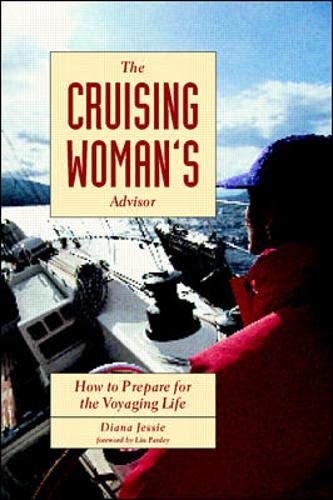 The
CRUISING
WOMAN'S
Advisor
How to Prepare for
the Voyaging Life
Diana Jessie
foreword by Lin Pardey